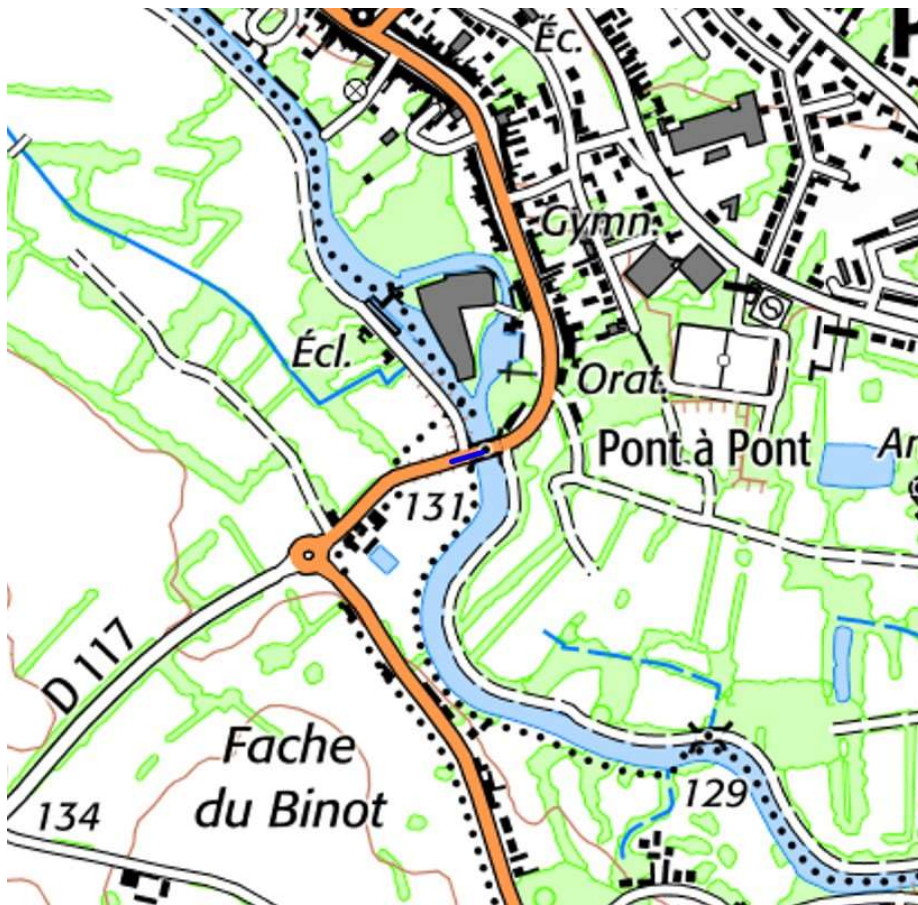 Éc.
Gymn.
Écl.
Orat.
Pont à Pont
131
D 117
Fache
du Binot
129
134